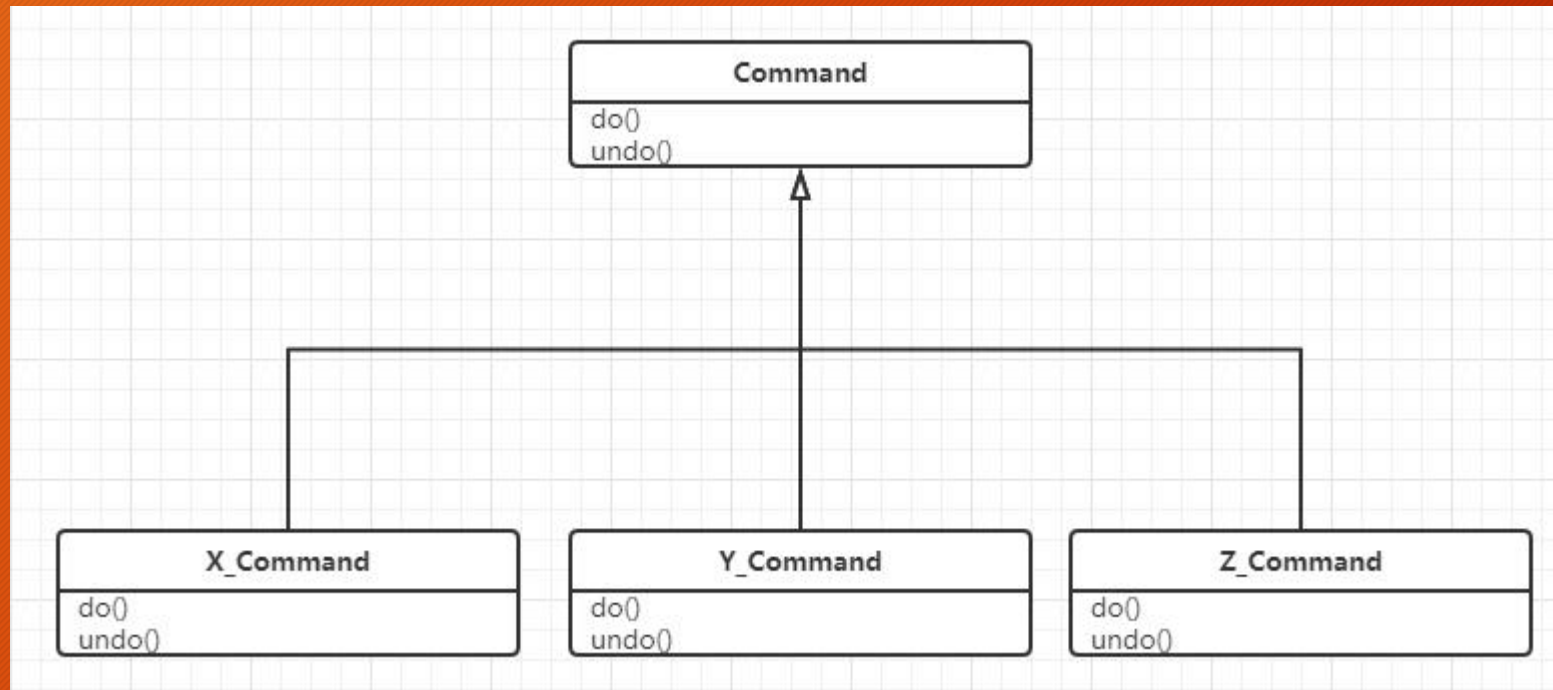 Command
do()
undo()
X_Command
do()
undo()
Y_Command
do()
undo()
Z_Command
do()
undo()